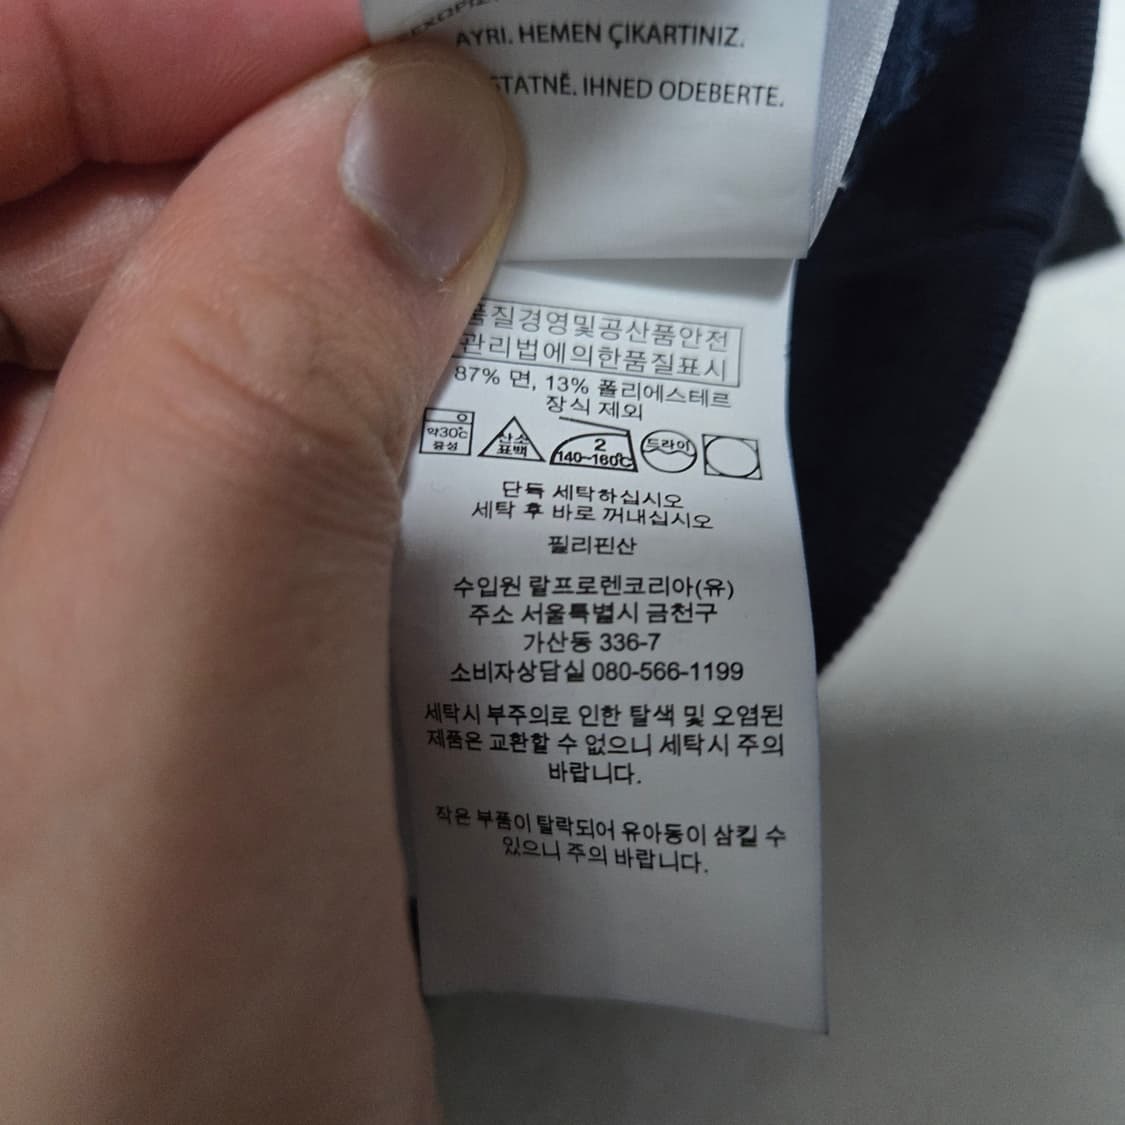 AYRI. HEMEN ÇIKARTINIZ.
IHNED ODEBERTE.
품질경영및공산품안전
관리법에의한품질표시
87% 면, 13% 폴리에스테르
장식 제외
약30℃
중성
산소
표백
2
140~160℃
드라이
단독 세탁하십시오
세탁 후 바로 꺼내십시오
필리핀산
수입원 랄프로렌코리아(유)
주소 서울특별시 금천구
가산동 336-7
소비자상담실 080-566-1199
세탁시 부주의로 인한 탈색 및 오염된
제품은 교환할 수 없으니 세탁시 주의
바랍니다.
작은 부품이 탈락되어 유아동이 삼킬 수
있으니 주의 바랍니다.